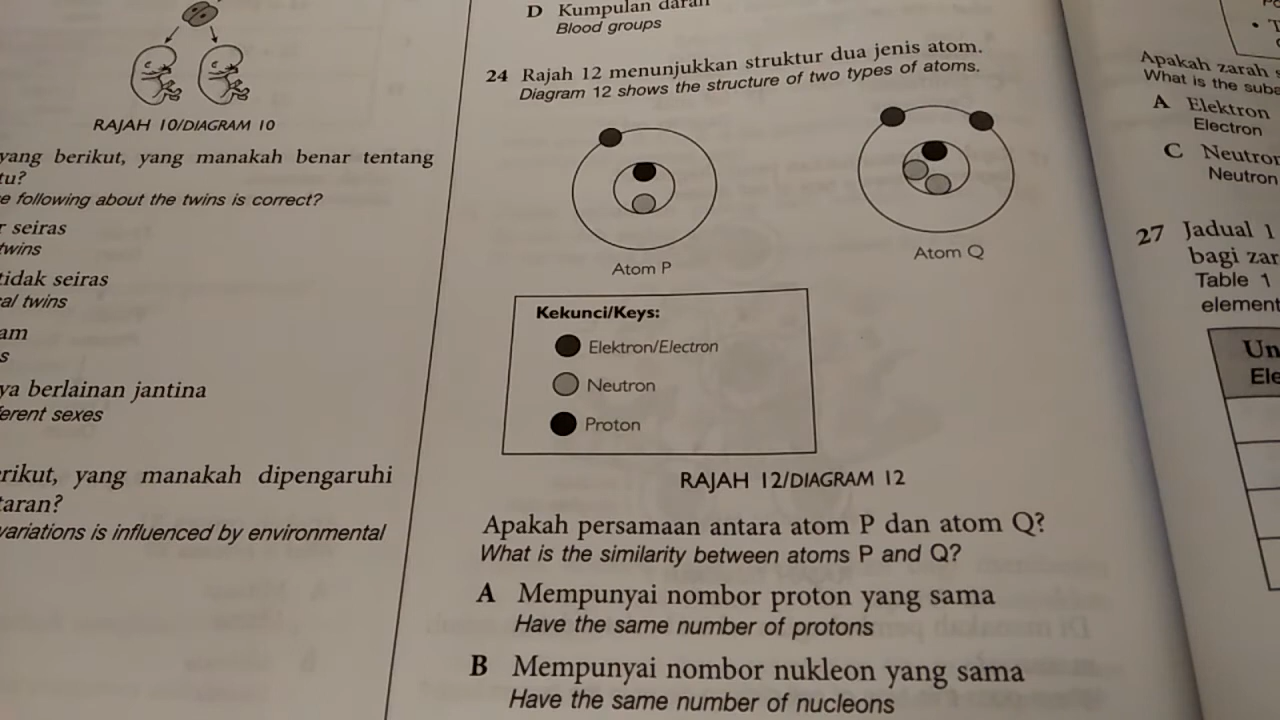 RAJAH 10/DIAGRAM 10
yang berikut, yang manakah benar tentang
tu?
following about the twins is correct?
seiras
twins
tidak seiras
al twins
am
s
ya berlainan jantina
erent sexes
rikut, yang manakah dipengaruhi
taran?
variations is influenced by environmental
D Kumpulan darah
Blood groups
24 Rajah 12 menunjukkan struktur dua jenis atom.
Diagram 12 shows the structure of two types of atoms.
Atom P
Atom Q
Kekunci/Keys:
Elektron/Electron
Neutron
Proton
RAJAH 12/DIAGRAM 12
Apakah persamaan antara atom P dan atom Q?
What is the similarity between atoms P and Q?
A Mempunyai nombor proton yang sama
Have the same number of protons
B Mempunyai nombor nukleon yang sama
Have the same number of nucleons
Apakah zarah
What is the suba
A Elektron
Electron
C Neutron
Neutron
27 Jadual 1
bagi zar
Table 1
element
Un
Ele